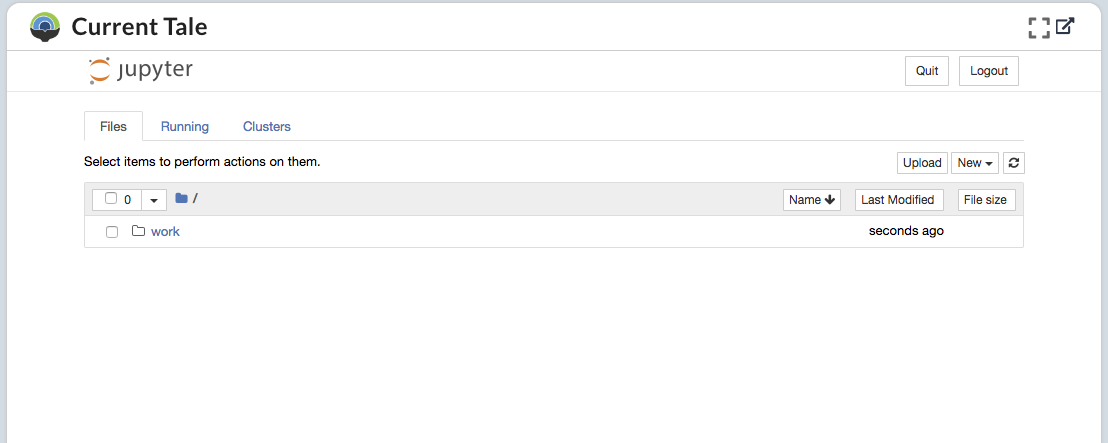 Current Tale
jupyter
Quit
Logout
Files
Running
Clusters
Select items to perform actions on them.
Upload
New
0
/
Name
Last Modified
File size
work
seconds ago